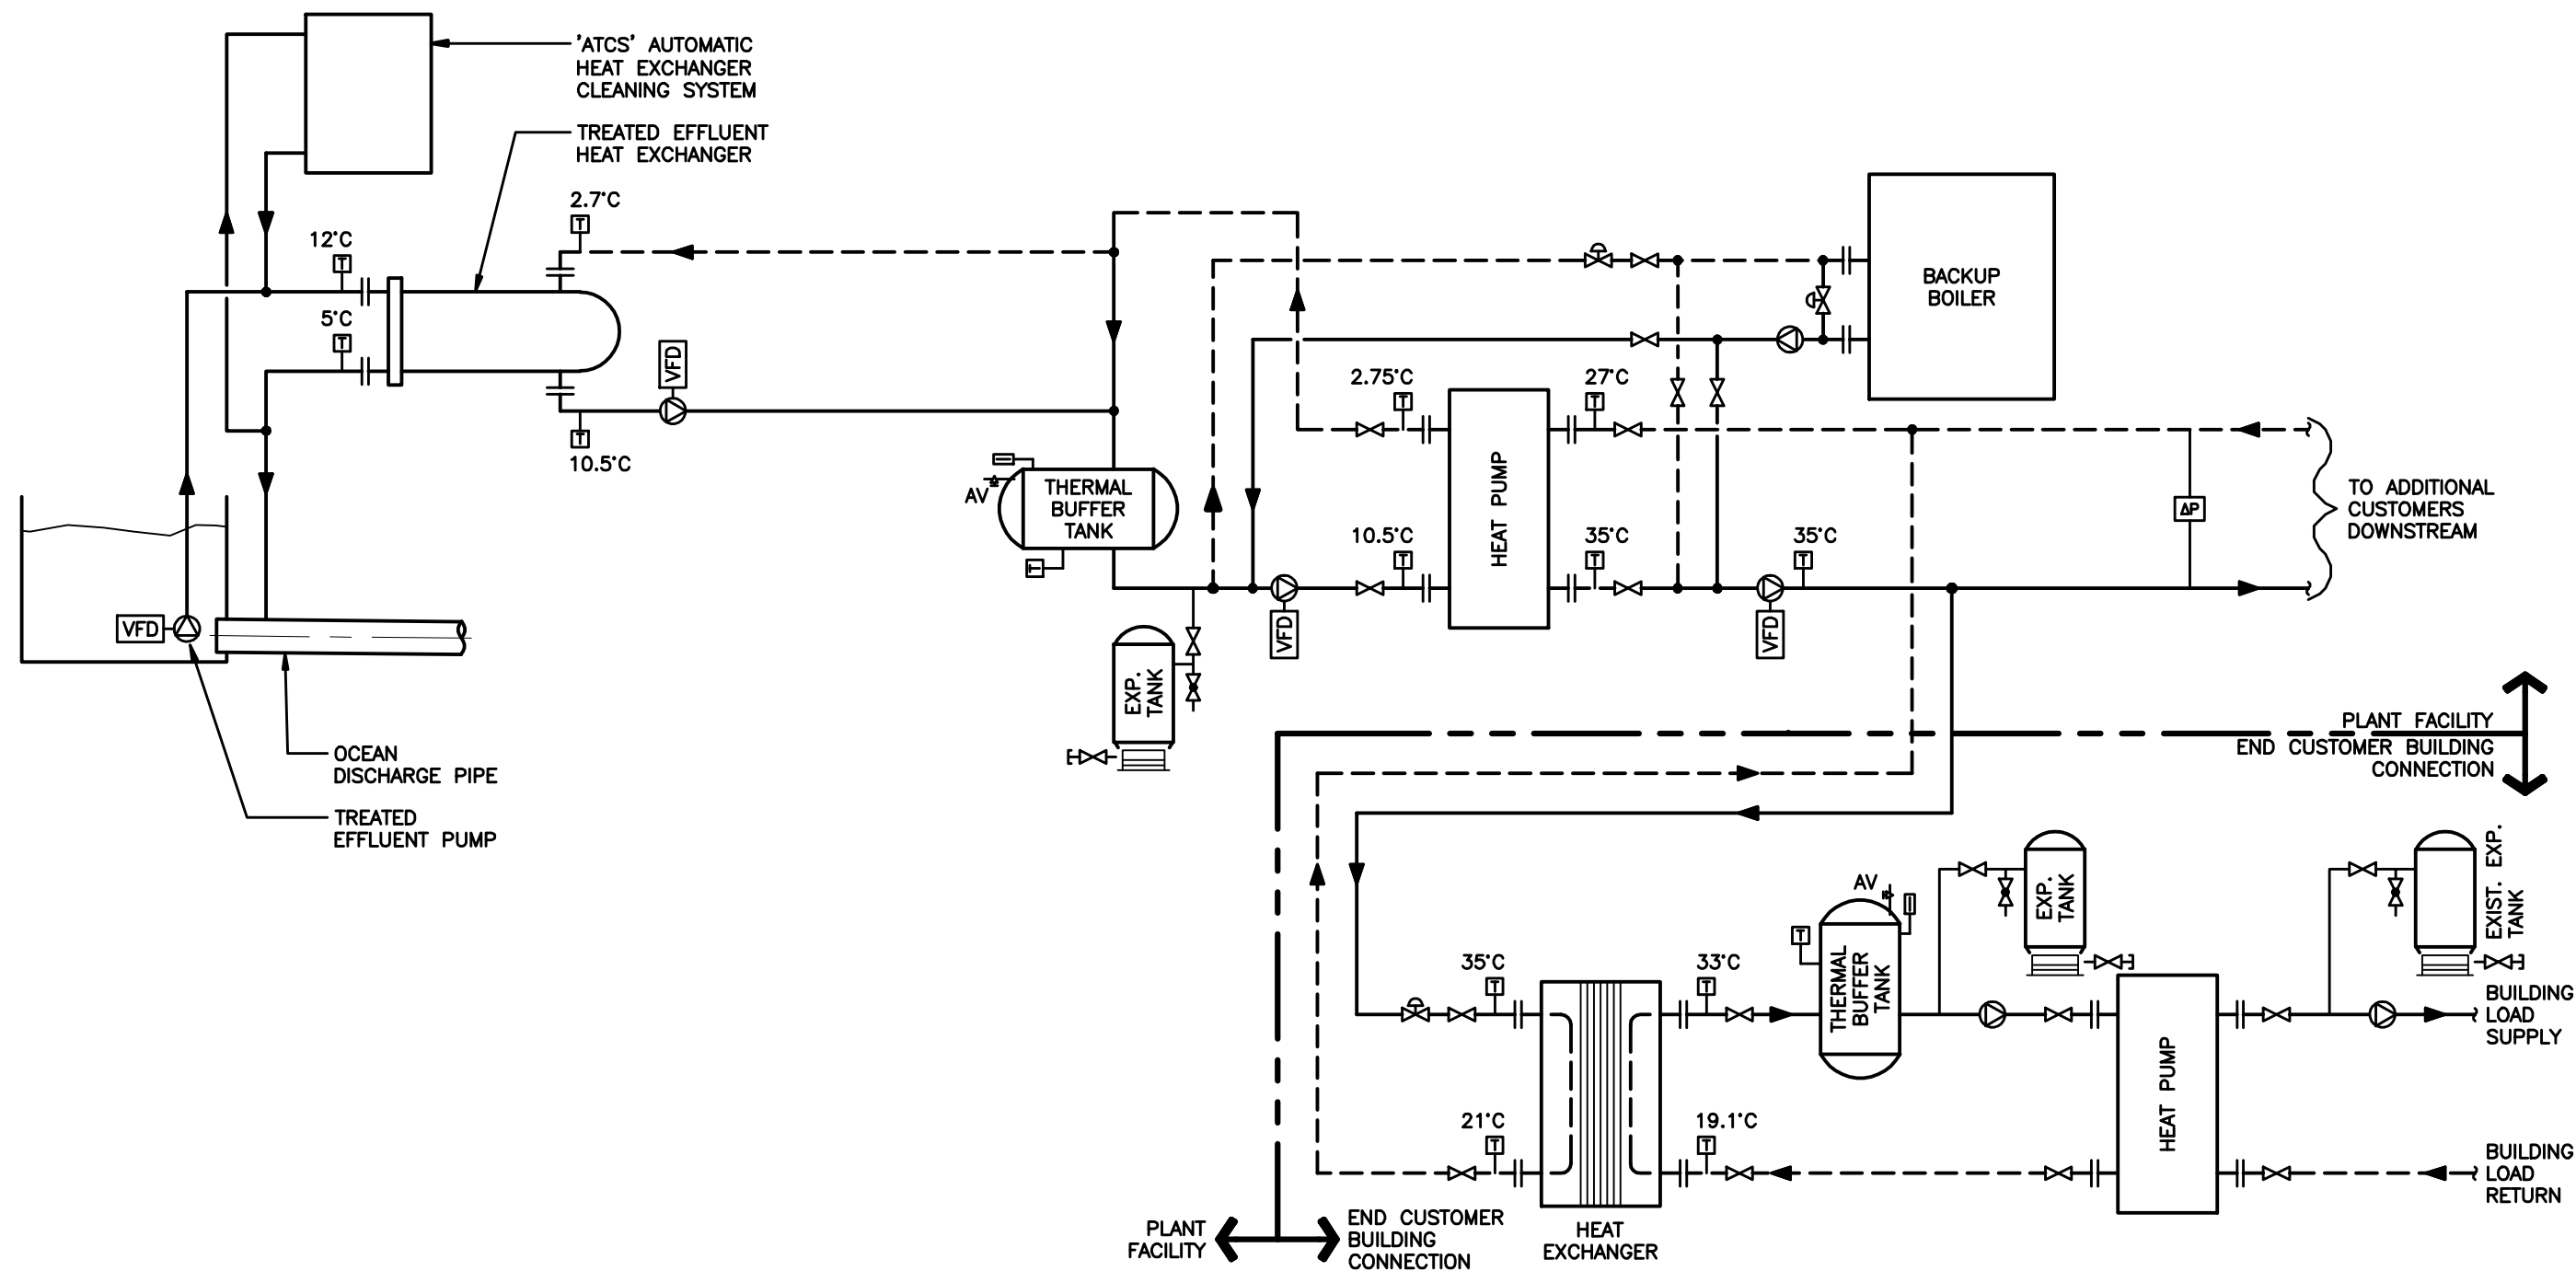 'ATCS' AUTOMATIC
HEAT EXCHANGER
CLEANING SYSTEM
TREATED EFFLUENT
HEAT EXCHANGER
2.7°C
T
12°C
T
5°C
T
VFD
T
10.5°C
BACKUP
BOILER
2.75°C
T
27°C
T
HEAT PUMP
10.5°C
T
35°C
T
35°C
T
ΔP
TO ADDITIONAL
CUSTOMERS
DOWNSTREAM
AV
THERMAL
BUFFER
TANK
T
VFD
VFD
VFD
EXP.
TANK
OCEAN
DISCHARGE PIPE
TREATED
EFFLUENT PUMP
PLANT FACILITY
END CUSTOMER BUILDING
CONNECTION
AV
T
THERMAL
BUFFER
TANK
EXP.
TANK
EXIST. EXP.
TANK
35°C
T
33°C
T
BUILDING
LOAD
SUPPLY
HEAT PUMP
21°C
T
19.1°C
T
BUILDING
LOAD
RETURN
PLANT
FACILITY
END CUSTOMER
BUILDING
CONNECTION
HEAT
EXCHANGER